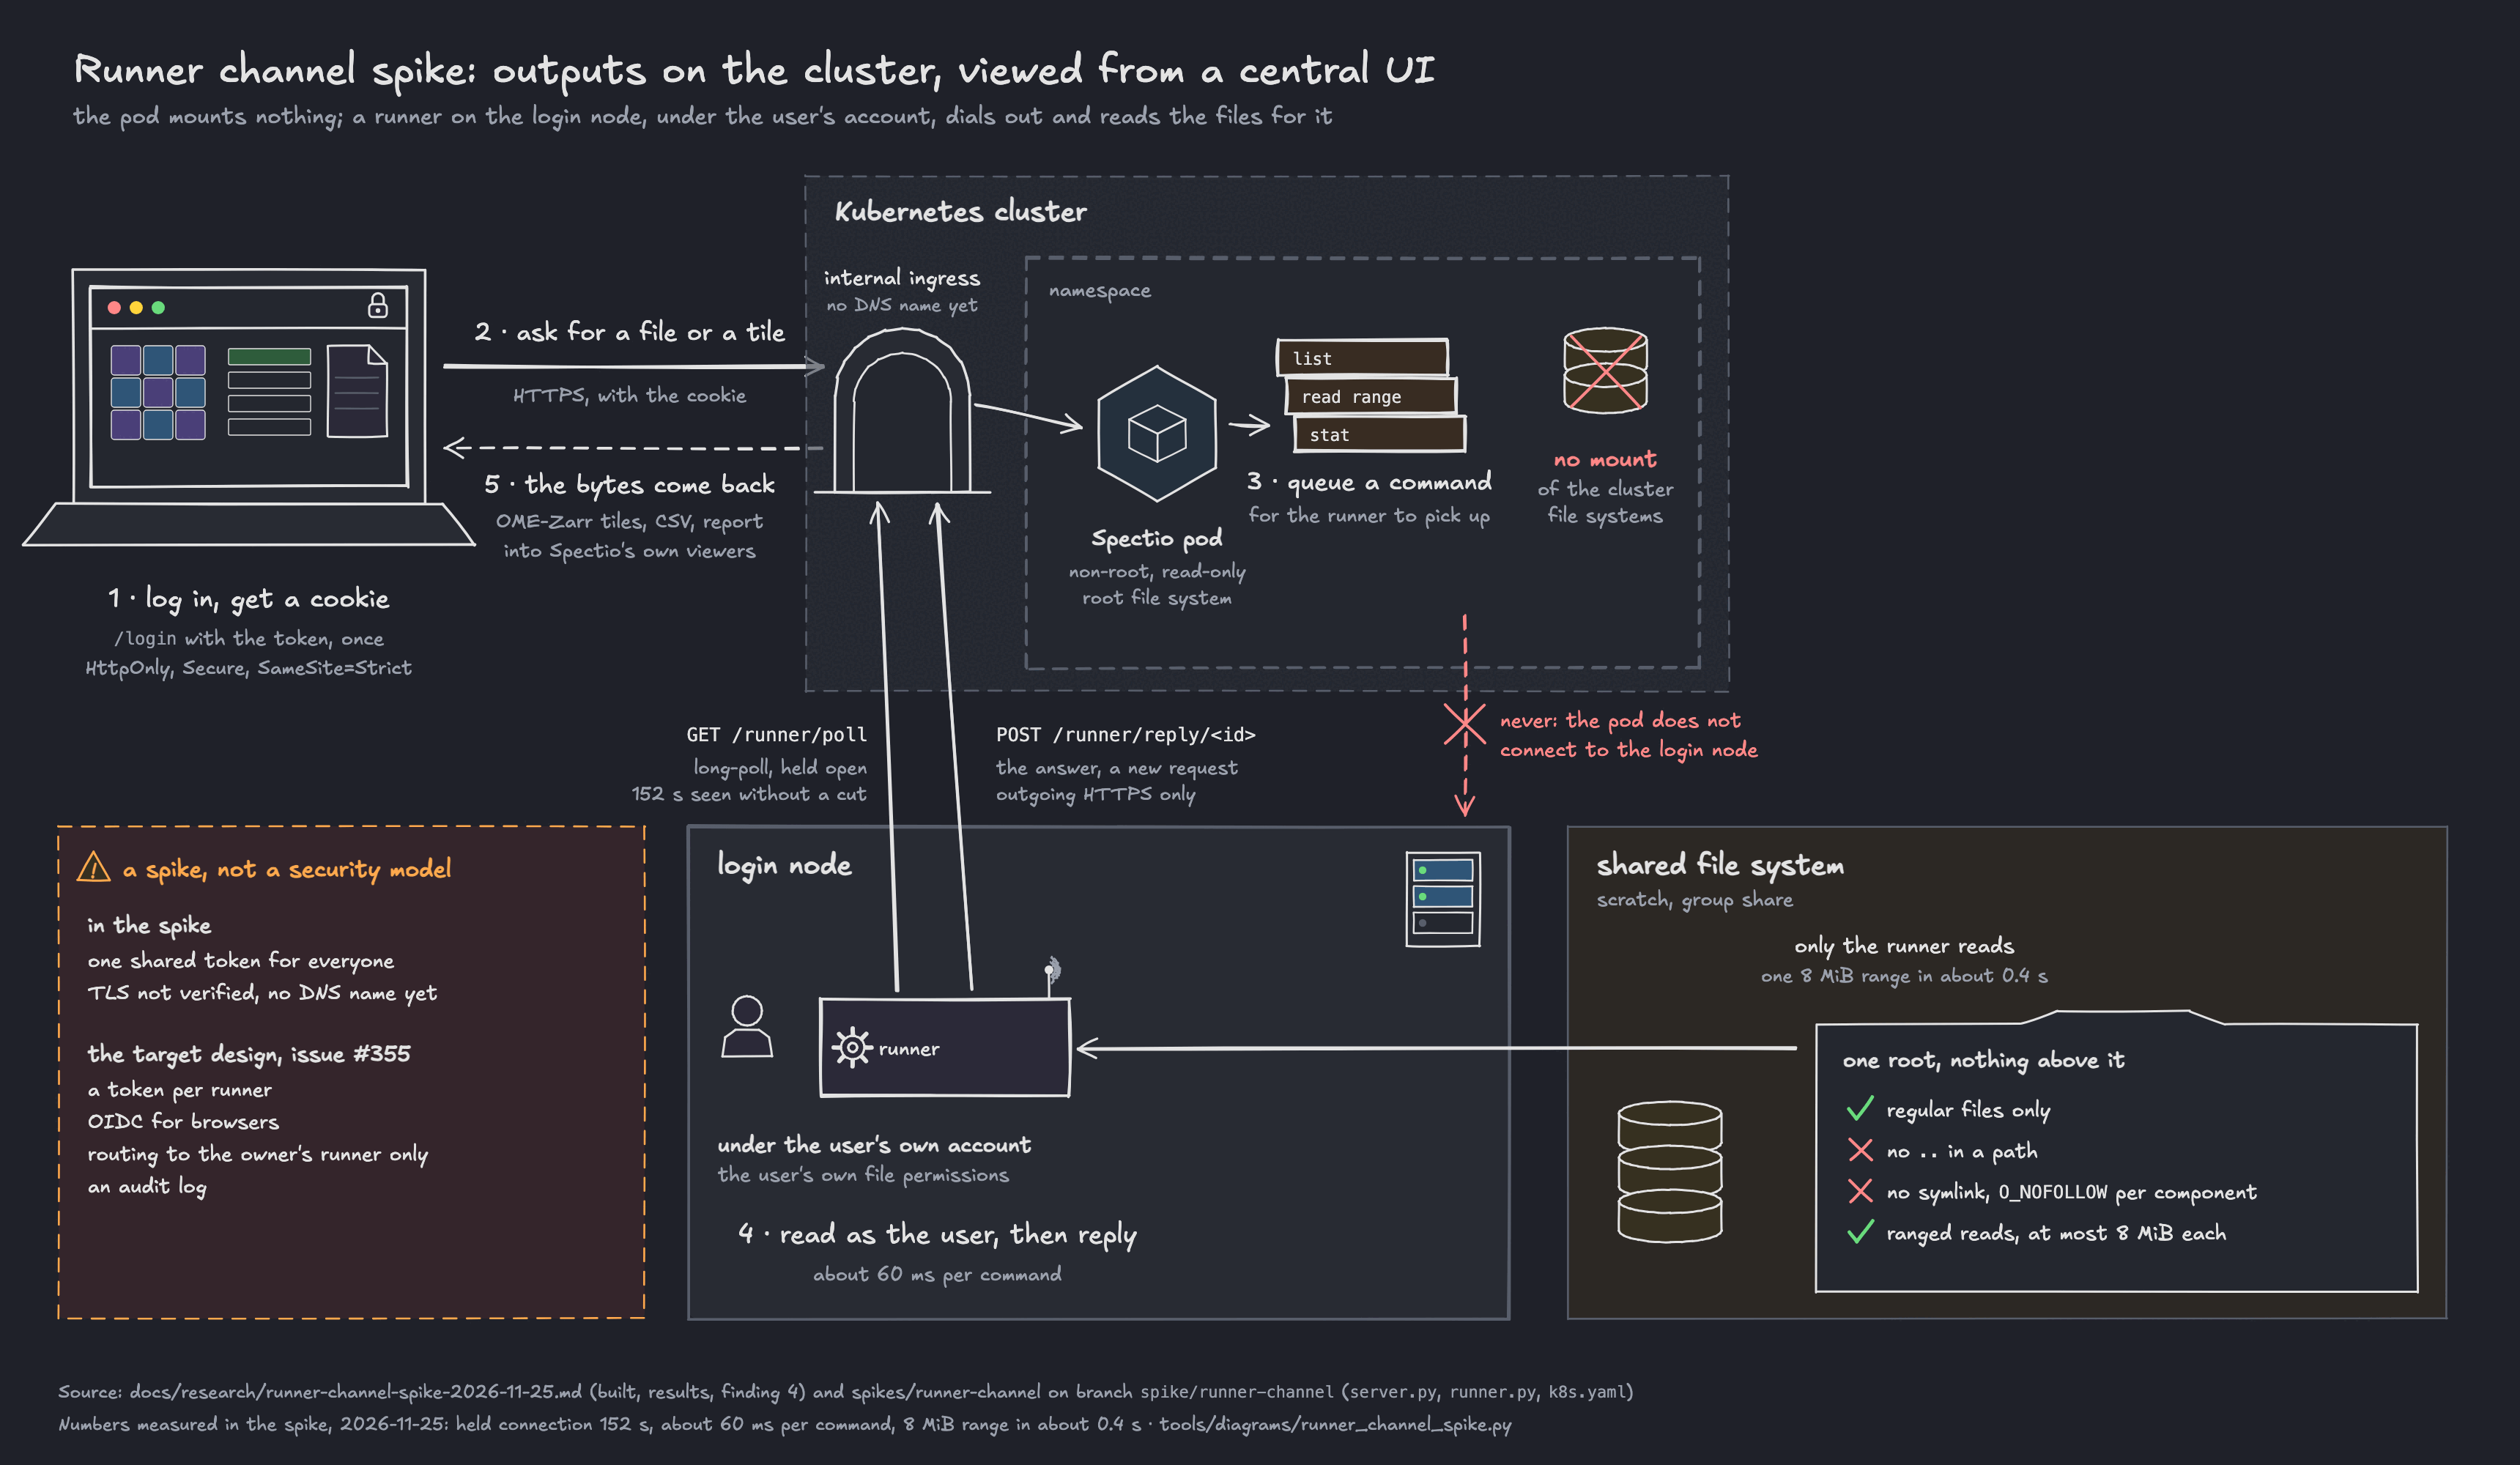 Runner channel spike: outputs on the cluster, viewed from a central UI
the pod mounts nothing; a runner on the login node, under the user's account, dials out and reads the files for it
Kubernetes cluster
internal ingress
no DNS name yet
namespace
2 · ask for a file or a tile
HTTPS, with the cookie
5 · the bytes come back
OME-Zarr tiles, CSV, report
into Spectio's own viewers
1 · log in, get a cookie
/login with the token, once
HttpOnly, Secure, SameSite=Strict
list
read range
stat
3 · queue a command
for the runner to pick up
Spectio pod
non-root, read-only
root file system
no mount
of the cluster
file systems
GET /runner/poll
long-poll, held open
152 s seen without a cut
POST /runner/reply/<id>
the answer, a new request
outgoing HTTPS only
never: the pod does not
connect to the login node
a spike, not a security model
in the spike
one shared token for everyone
TLS not verified, no DNS name yet
the target design, issue #355
a token per runner
OIDC for browsers
routing to the owner's runner only
an audit log
login node
runner
under the user's own account
the user's own file permissions
4 · read as the user, then reply
about 60 ms per command
shared file system
scratch, group share
only the runner reads
one 8 MiB range in about 0.4 s
one root, nothing above it
regular files only
no .. in a path
no symlink, O_NOFOLLOW per component
ranged reads, at most 8 MiB each
Source: docs/research/runner-channel-spike-2026-11-25.md (built, results, finding 4) and spikes/runner-channel on branch spike/runner-channel (server.py, runner.py, k8s.yaml)
Numbers measured in the spike, 2026-11-25: held connection 152 s, about 60 ms per command, 8 MiB range in about 0.4 s · tools/diagrams/runner_channel_spike.py